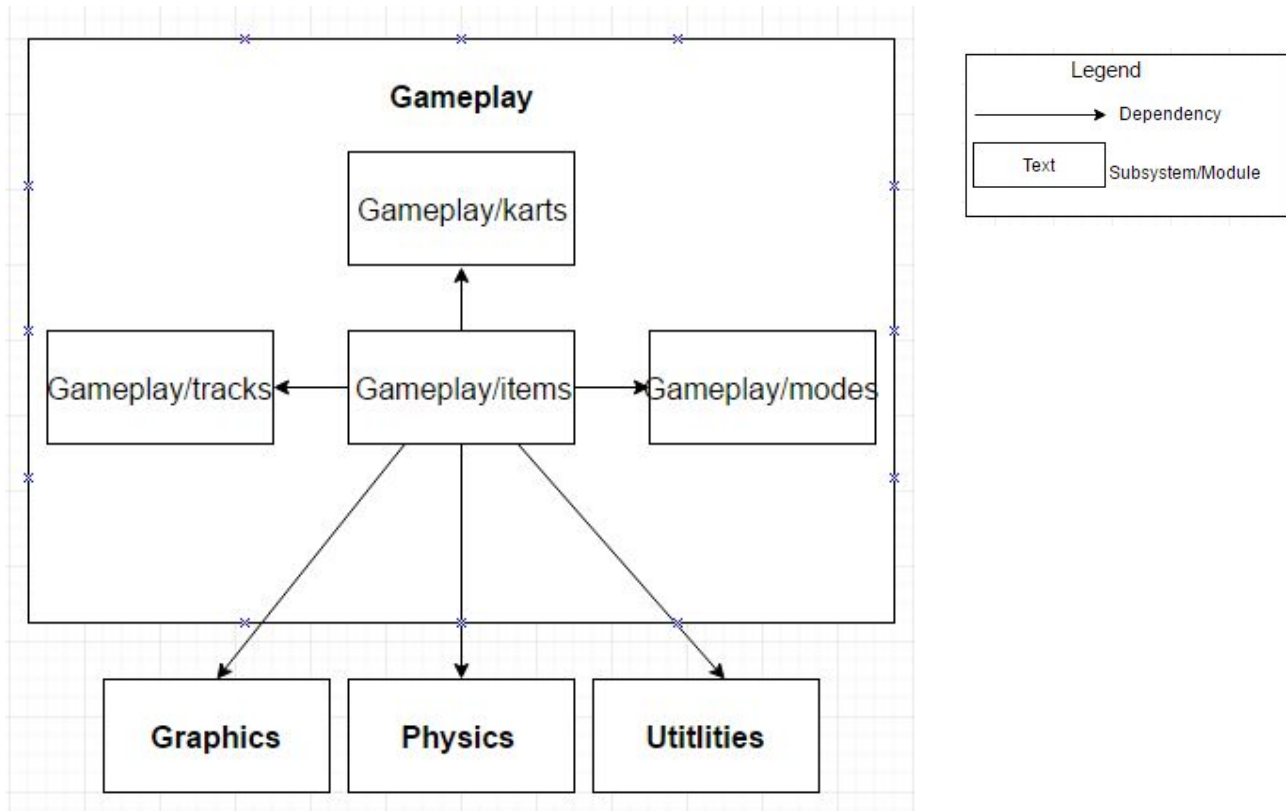 Gameplay
Gameplay/karts
Gameplay/tracks
Gameplay/items
Gameplay/modes
Graphics
Physics
Utitlities
Legend
Dependency
Text
Subsystem/Module